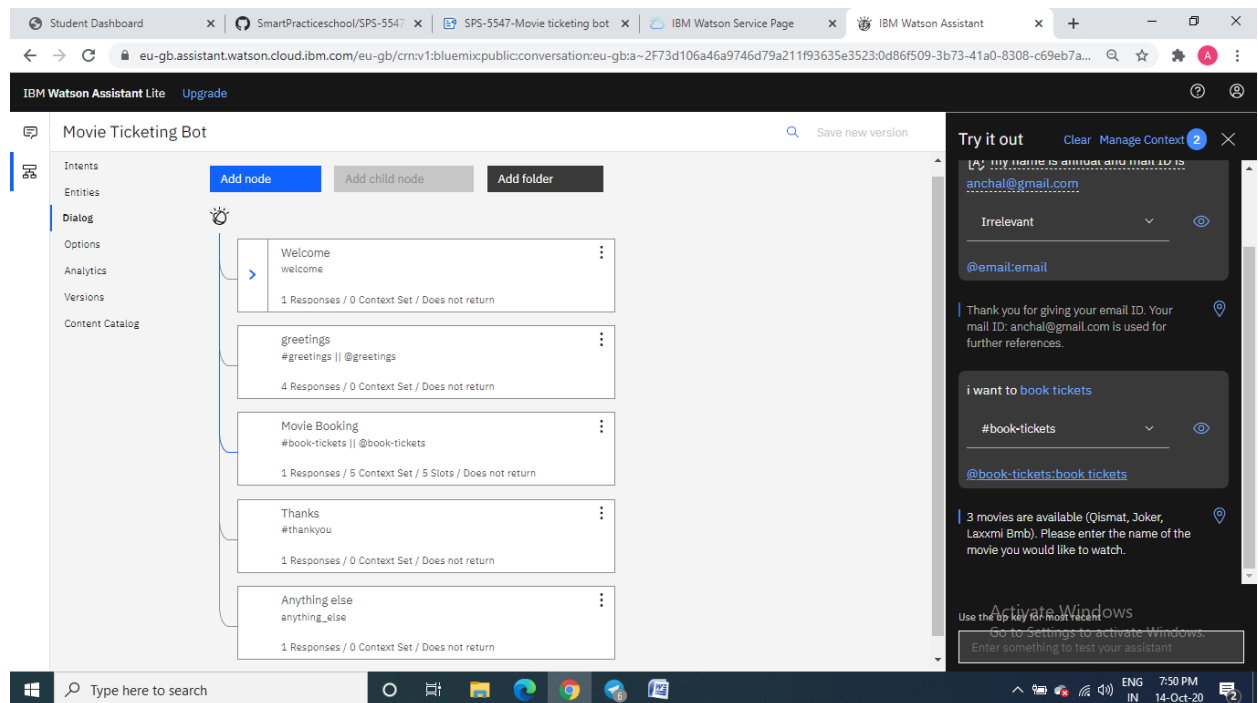 Student Dashboard
SmartPracticeschool/SPS-5547
SPS-5547-Movie ticketing bot
IBM Watson Service Page
IBM Watson Assistant
eu-gb.assistant.watson.cloud.ibm.com/eu-gb/crn:v1:bluemix:public:conversation:eu-gb:a~2F73d106a46a9746d79a211f93635e3523:0d86f509-3b73-41a0-8308-c69eb7a...
A
IBM Watson Assistant Lite Upgrade
Movie Ticketing Bot
Save new version
Intents
Entities
Dialog
Options
Analytics
Versions
Content Catalog
Add node
Add child node
Add folder
Welcome
welcome
1 Responses / 0 Context Set / Does not return
greetings
#greetings || @greetings
4 Responses / 0 Context Set / Does not return
Movie Booking
#book-tickets || @book-tickets
1 Responses / 5 Context Set / 5 Slots / Does not return
Thanks
#thankyou
1 Responses / 0 Context Set / Does not return
Anything else
anything_else
1 Responses / 0 Context Set / Does not return
Try it out
Clear Manage Context 2
my name is annual and mail ID is
anchal@gmail.com
Irrelevant
@email:email
Thank you for giving your email ID. Your
mail ID: anchal@gmail.com is used for
further references.
i want to book tickets
#book-tickets
@book-tickets:book tickets
3 movies are available (Qismat, Joker,
Laxxmi Bmb). Please enter the name of the
movie you would like to watch.
Use the up key for most recent
Activate Windows
Go to Settings to activate Windows.
Enter something to test your assistant
Type here to search
6
ENG
IN
7:50 PM
14-Oct-20
2